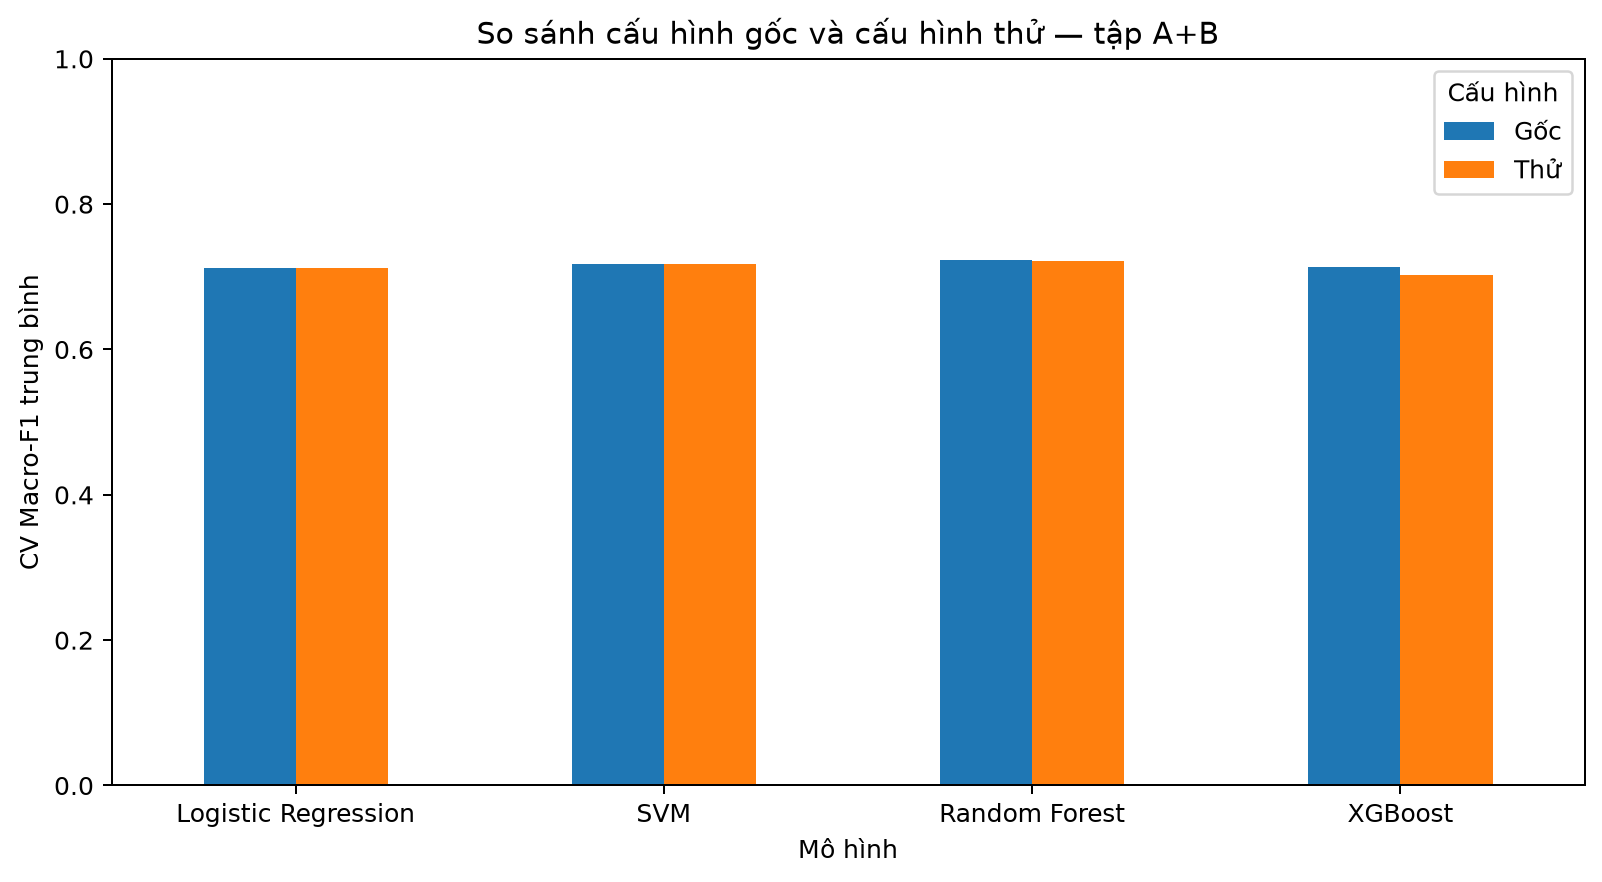 So sánh cấu hình gốc và cấu hình thử — tập A+B
CV Macro-F1 trung bình
1.0
0.8
0.6
0.4
0.2
0.0
Cấu hình
Gốc
Thử
Logistic Regression
SVM
Random Forest
XGBoost
Mô hình